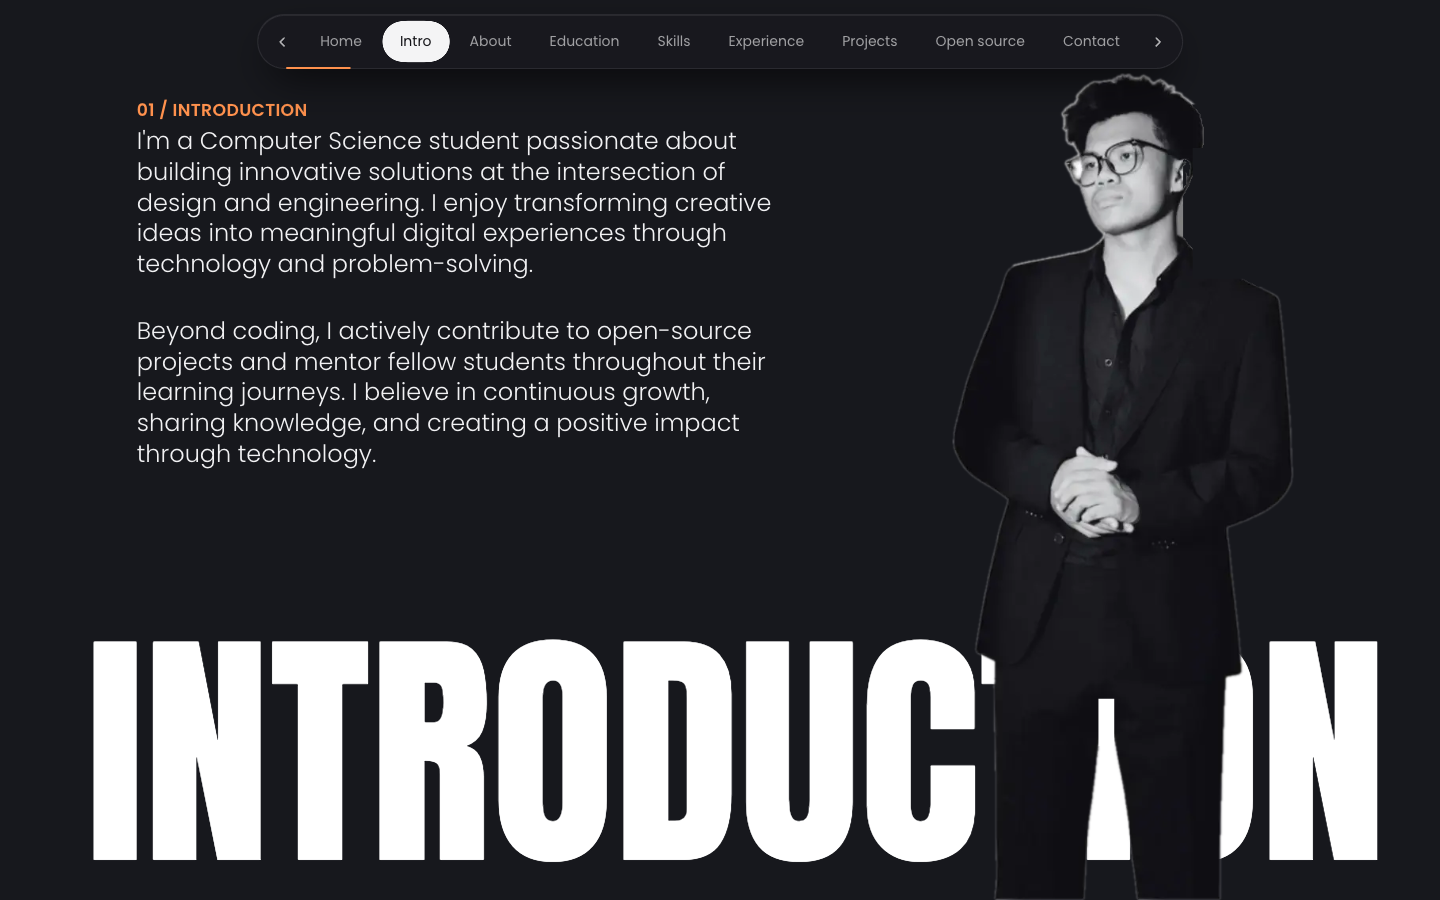 Home Intro About Education Skills Experience Projects Open source Contact
01 / INTRODUCTION
I'm a Computer Science student passionate about
building innovative solutions at the intersection of
design and engineering. I enjoy transforming creative
ideas into meaningful digital experiences through
technology and problem-solving.
Beyond coding, I actively contribute to open-source
projects and mentor fellow students throughout their
learning journeys. I believe in continuous growth,
sharing knowledge, and creating a positive impact
through technology.
INTRODUCTION